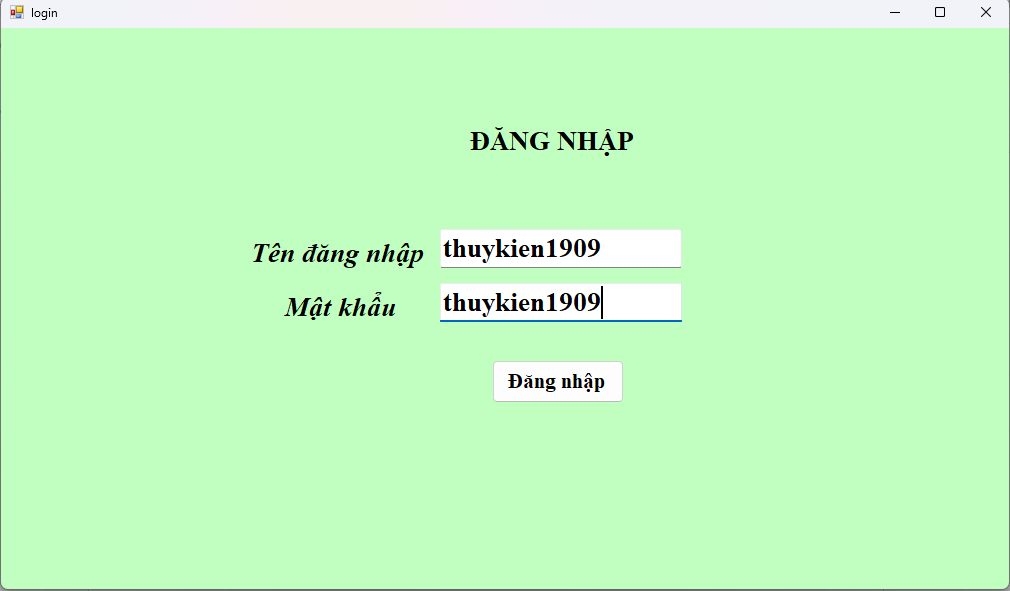 login
ĐĂNG NHẬP
Tên đăng nhập thuykien1909
Mật khẩu thuykien1909
Đăng nhập